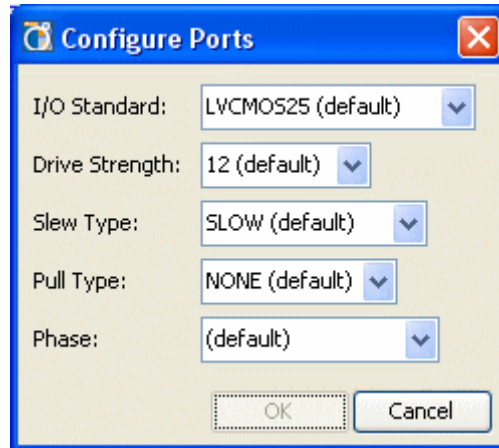 Configure Ports
I/O Standard: LVCMOS25 (default)
Drive Strength: 12 (default)
Slew Type: SLOW (default)
Pull Type: NONE (default)
Phase: (default)
OK Cancel